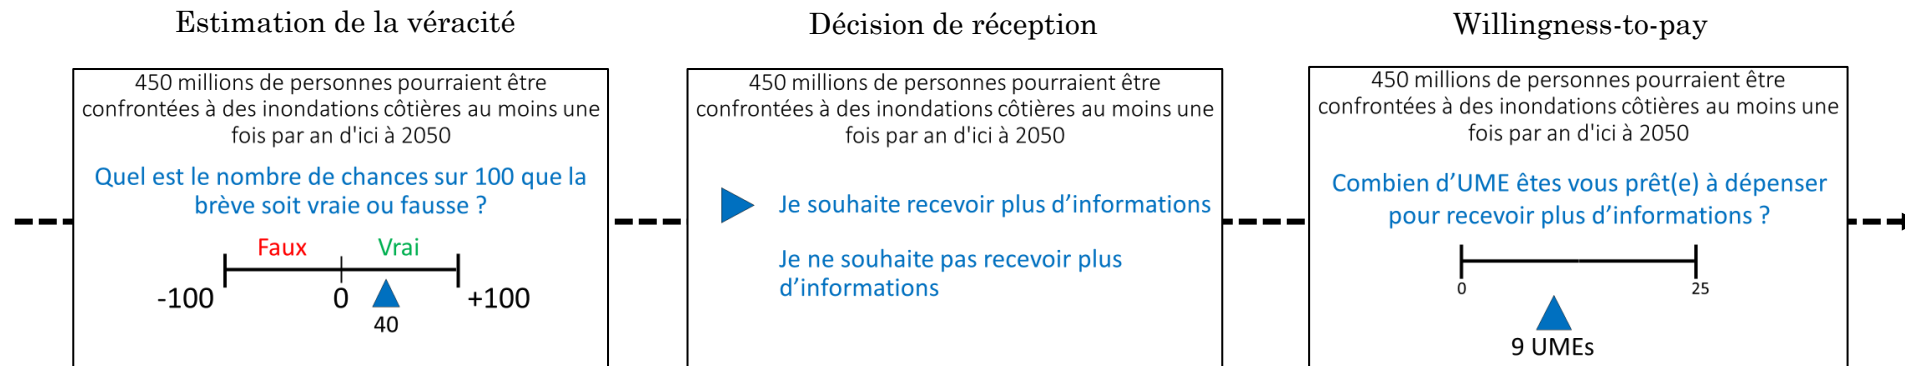 Estimation de la véracité
450 millions de personnes pourraient être
confrontées à des inondations côtières au moins une
fois par an d'ici à 2050
Quel est le nombre de chances sur 100 que la
brève soit vraie ou fausse ?
Faux Vrai
-100 0 +100
40
Décision de réception
450 millions de personnes pourraient être
confrontées à des inondations côtières au moins une
fois par an d'ici à 2050
Je souhaite recevoir plus d’informations
Je ne souhaite pas recevoir plus
d’informations
Willingness-to-pay
450 millions de personnes pourraient être
confrontées à des inondations côtières au moins une
fois par an d'ici à 2050
Combien d’UME êtes vous prêt(e) à dépenser
pour recevoir plus d’informations ?
0 25
9 UMEs